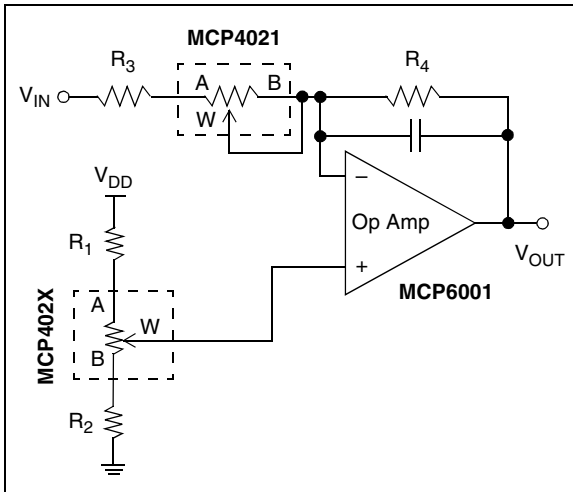 MCP4021
R3
A
B
R4
VIN
W
VDD
–
Op Amp
R1
VOUT
+
MCP6001
MCP402X
A
W
B
R2